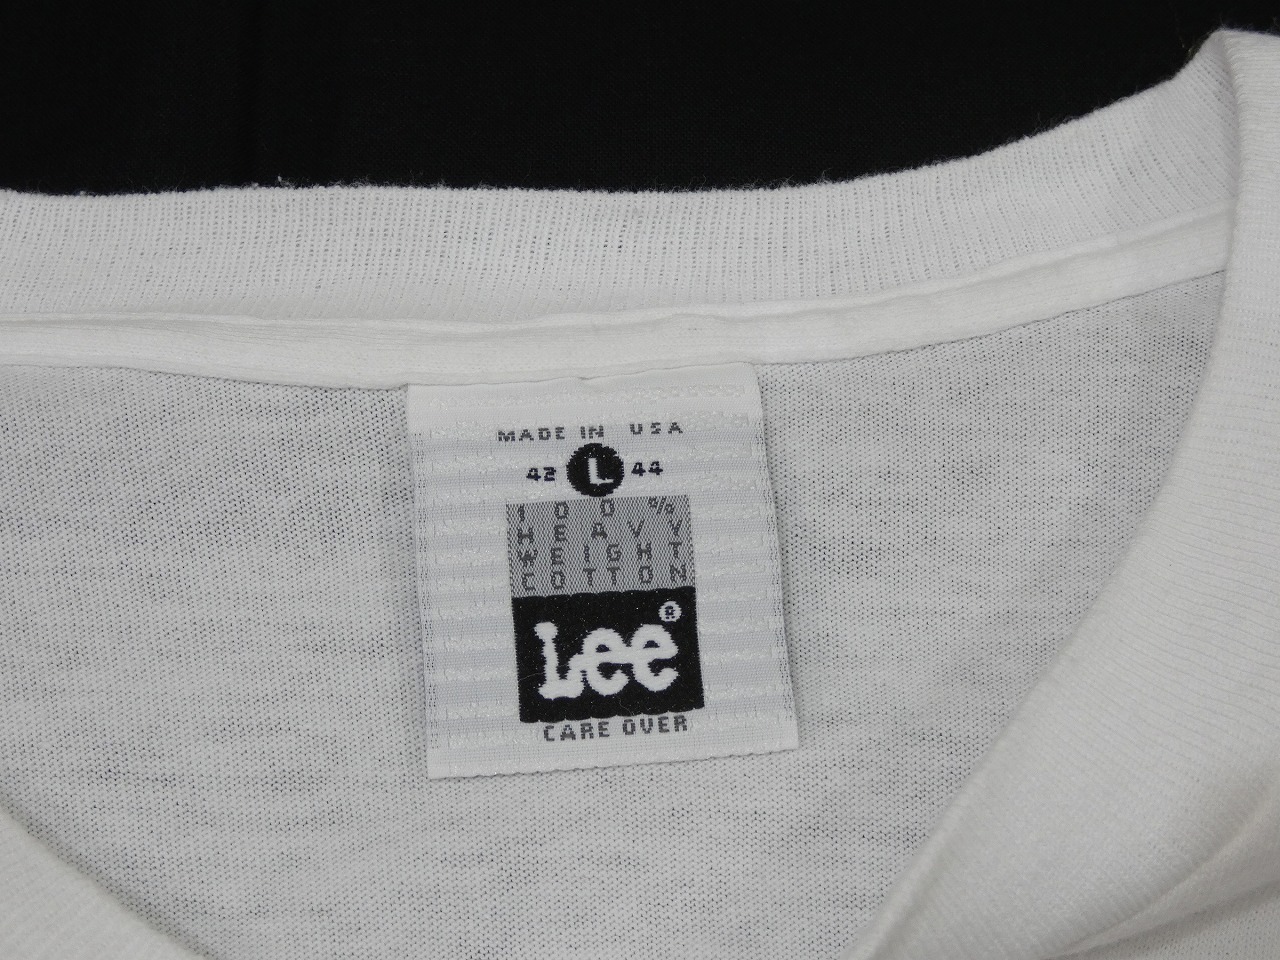 MADE IN USA
42 L 44
100%
HEAVY
WEIGHT
COTTON
Lee®
CARE OVER